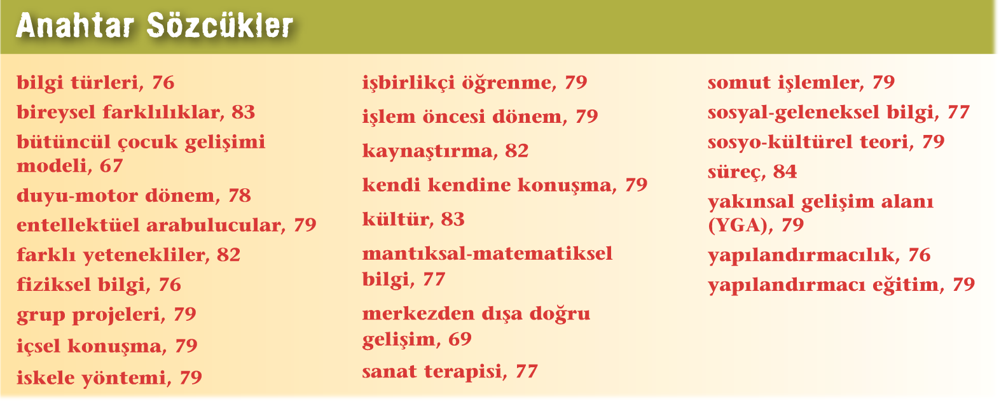 Anahtar Sözcükler
bilgi türleri, 76
bireysel farklılıklar, 83
bütüncül çocuk gelişimi
modeli, 67
duyu-motor dönem, 78
entellektüel arabulucular, 79
farklı yetenekliler, 82
fiziksel bilgi, 76
grup projeleri, 79
içsel konuşma, 79
iskele yöntemi, 79
işbirlikçi öğrenme, 79
işlem öncesi dönem, 79
kaynaştırma, 82
kendi kendine konuşma, 79
kültür, 83
mantıksal-matematiksel
bilgi, 77
merkezden dışa doğru
gelişim, 69
sanat terapisi, 77
somut işlemler, 79
sosyal-geleneksel bilgi, 77
sosyo-kültürel teori, 79
süreç, 84
yakınsal gelişim alanı
(YGA), 79
yapılandırmacılık, 76
yapılandırmacı eğitim, 79